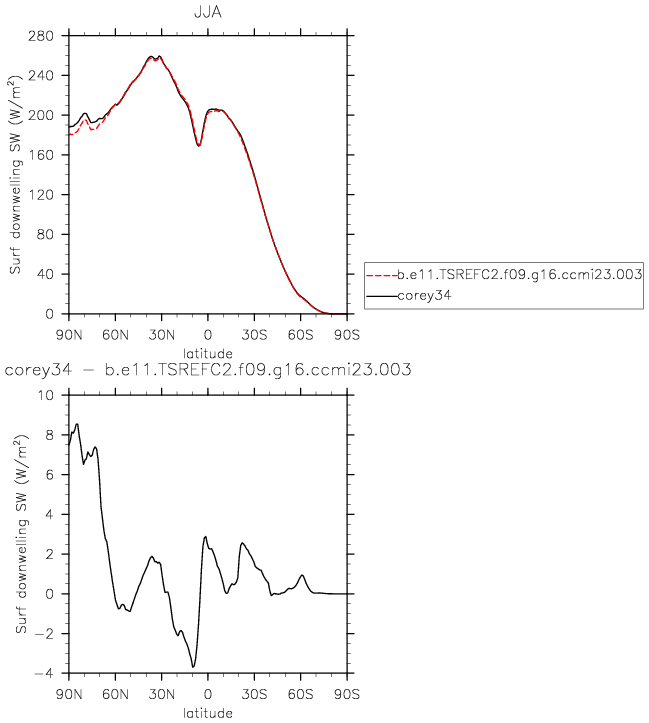 JJA
280
240
200
160
120
80
40
0
Surf downwelling SW (W/m²)
90N 60N 30N 0 30S 60S 90S
latitude
b.e11.TSREFC2.f09.g16.ccmi23.003
corey34
corey34 − b.e11.TSREFC2.f09.g16.ccmi23.003
10
8
6
4
2
0
−2
−4
Surf downwelling SW (W/m²)
90N 60N 30N 0 30S 60S 90S
latitude